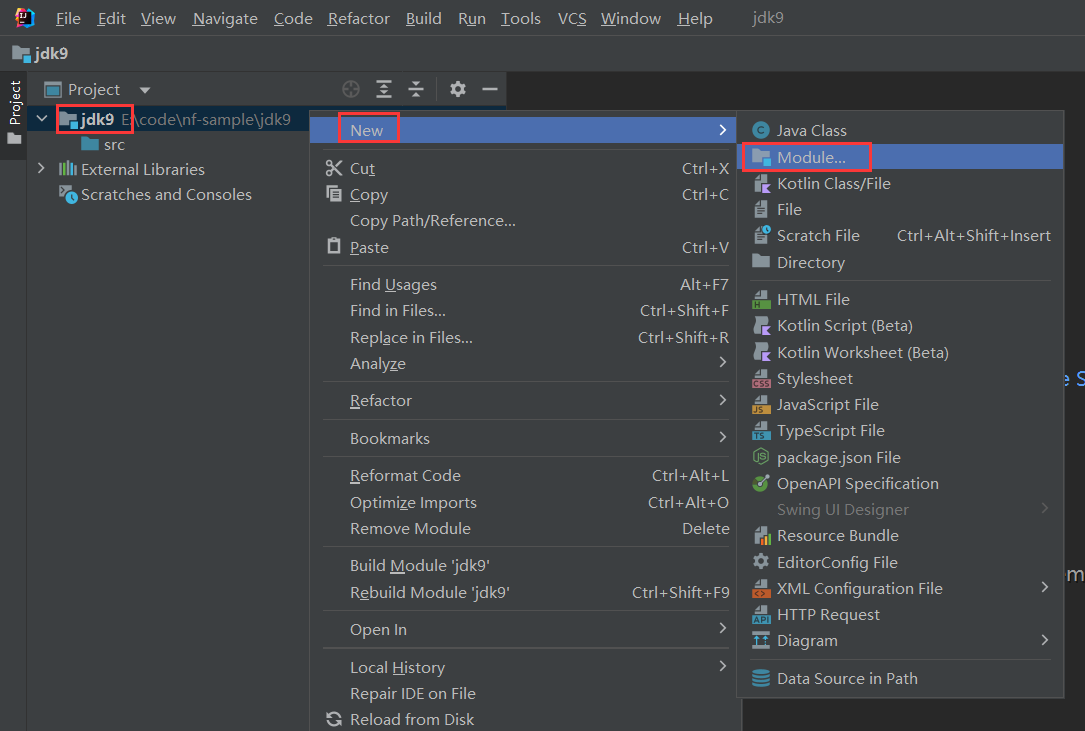 File Edit View Navigate Code Refactor Build Run Tools VCS Window Help jdk9
jdk9
Project
Project
jdk9 E:\code\nf-sample\jdk9
src
External Libraries
Scratches and Consoles
New
Cut Ctrl+X
Copy Ctrl+C
Copy Path/Reference...
Paste Ctrl+V
Find Usages Alt+F7
Find in Files... Ctrl+Shift+F
Replace in Files... Ctrl+Shift+R
Analyze
Refactor
Bookmarks
Reformat Code Ctrl+Alt+L
Optimize Imports Ctrl+Alt+O
Remove Module Delete
Build Module 'jdk9'
Rebuild Module 'jdk9' Ctrl+Shift+F9
Open In
Local History
Repair IDE on File
Reload from Disk
Java Class
Module...
Kotlin Class/File
File
Scratch File Ctrl+Alt+Shift+Insert
Directory
HTML File
Kotlin Script (Beta)
Kotlin Worksheet (Beta)
Stylesheet
JavaScript File
TypeScript File
package.json File
OpenAPI Specification
Swing UI Designer
Resource Bundle
EditorConfig File
XML Configuration File
HTTP Request
Diagram
Data Source in Path